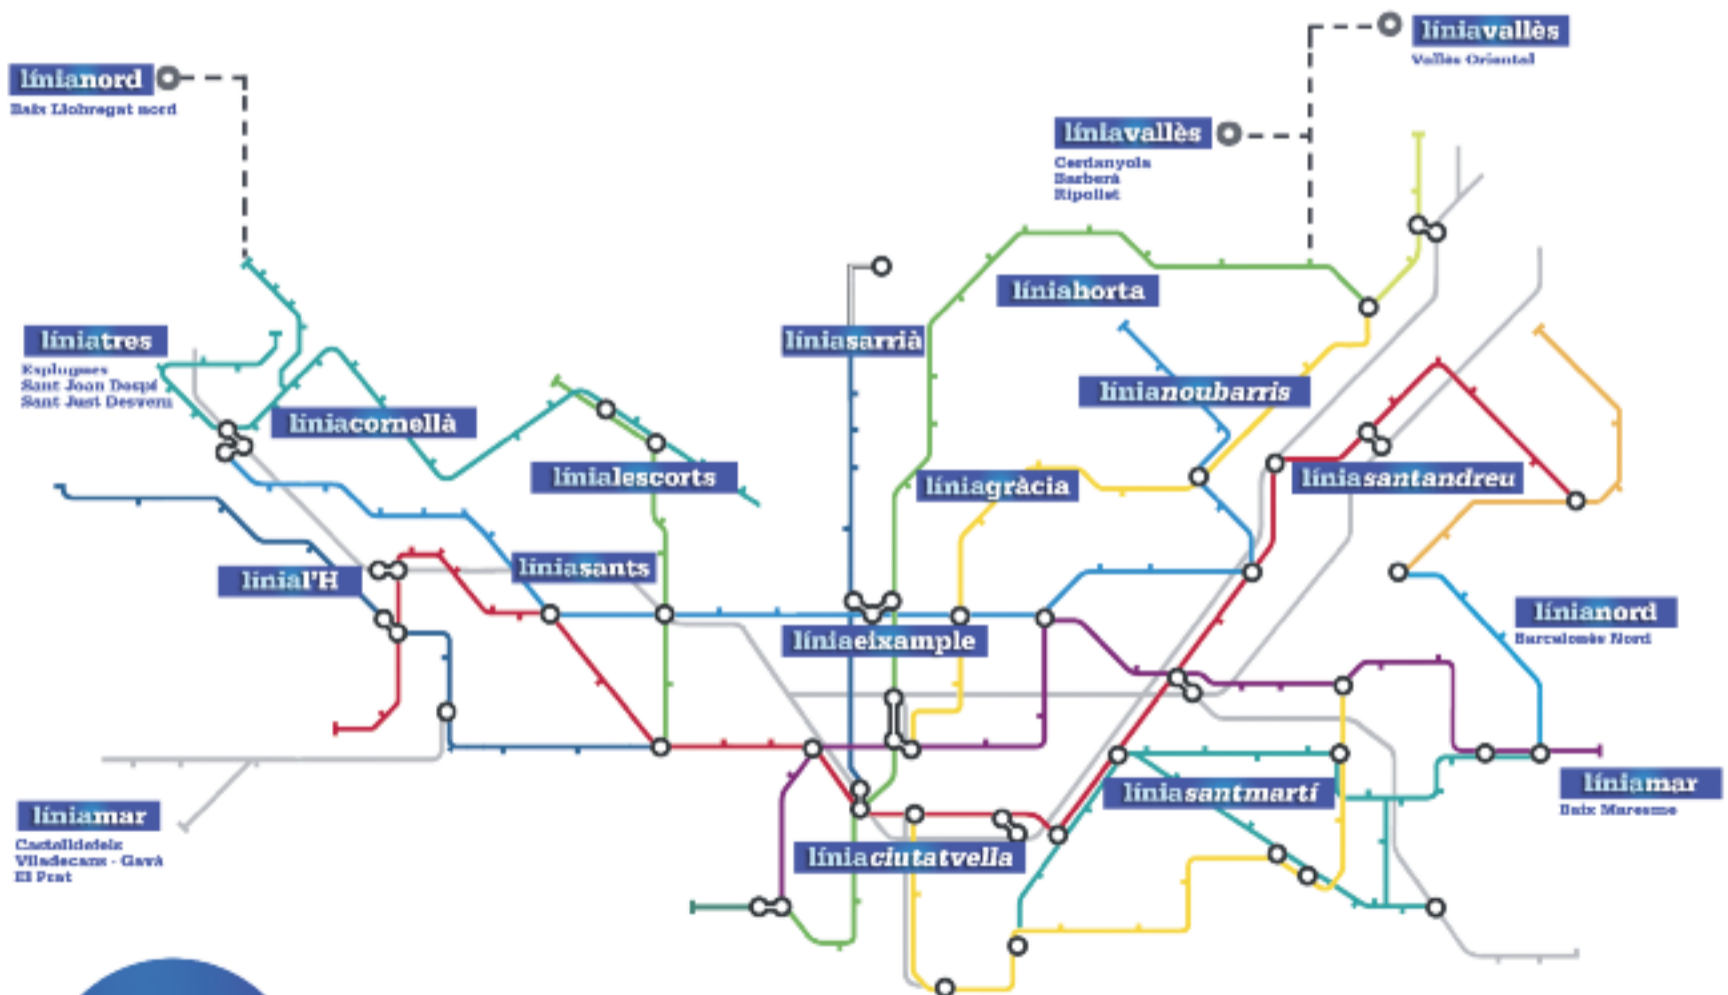 líniavallès
Vallès Oriental
línianord
Baix Llobregat nord
líniavallès
Cerdanyola
Barberà
Ripollet
líniahorta
líniatres
Esplugues
Sant Joan Despí
Sant Just Desvern
líniasarrià
línianoubarris
líniacornellà
línialescorts
líniagràcia
líniasantandreu
líniasants
línial'H
línianord
Barcelonès Nord
líniaeixample
líniamar
Baix Maresme
líniasantmartí
líniamar
Castelldefels
Viladecans - Gavà
El Prat
líniaciutatvella